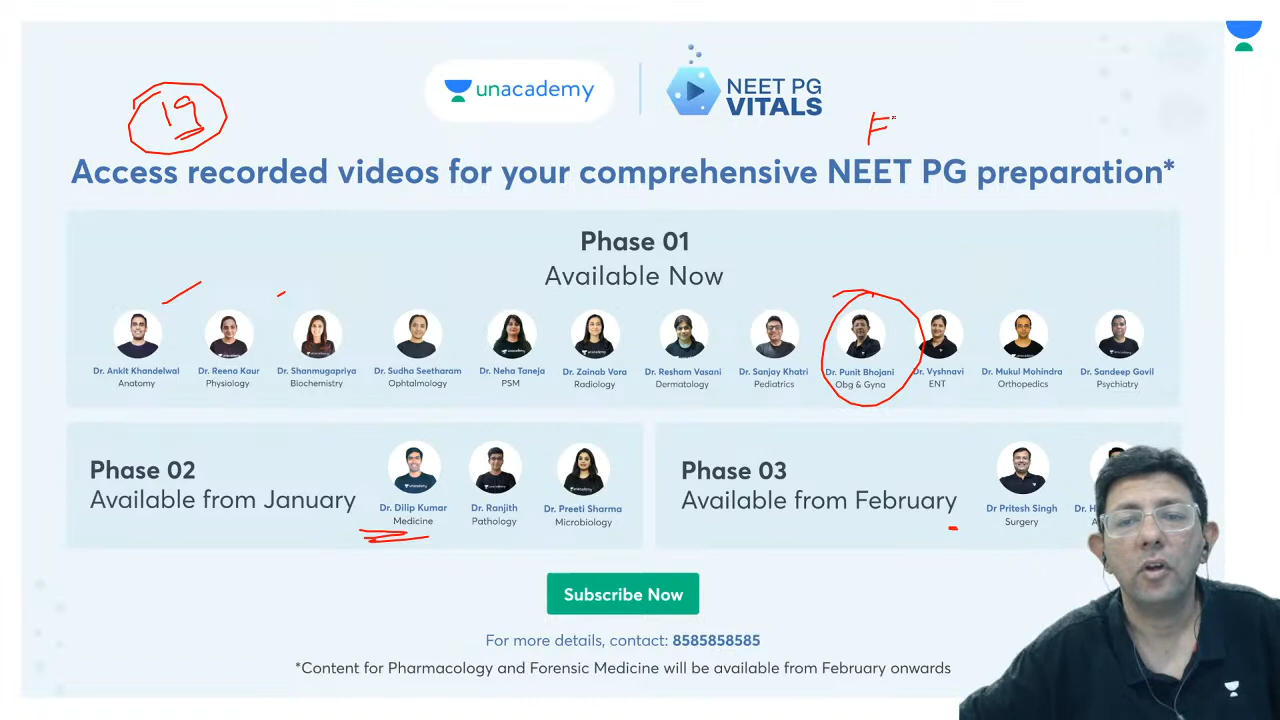 19
unacademy
NEET PG
VITALS
F
Access recorded videos for your comprehensive NEET PG preparation*
Phase 01
Available Now
Dr. Ankit Khandelwal
Anatomy
Dr. Reena Kaur
Physiology
Dr. Shanmugapriya
Biochemistry
Dr. Sudha Seetharam
Ophtalmology
Dr. Neha Taneja
PSM
Dr. Zainab Vora
Radiology
Dr. Resham Vasani
Dermatology
Dr. Sanjay Khatri
Pediatrics
Dr. Punit Bhojani
Obg & Gyna
Dr. Vyshnavi
ENT
Dr. Mukul Mohindra
Orthopedics
Dr. Sandeep Govil
Psychiatry
Phase 02
Available from January
Dr. Dilip Kumar
Medicine
Dr. Ranjith
Pathology
Dr. Preeti Sharma
Microbiology
Phase 03
Available from February
Dr Pritesh Singh
Surgery
Dr.
Subscribe Now
For more details, contact: 8585858585
*Content for Pharmacology and Forensic Medicine will be available from February onwards